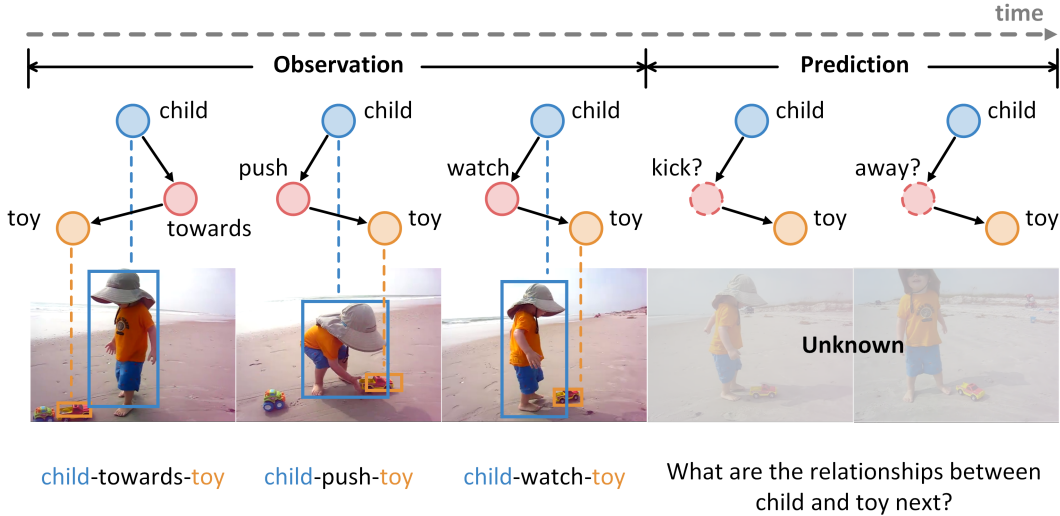 time
Observation
Prediction
child
child
child
child
child
push
watch
kick?
away?
toy
towards
toy
toy
toy
toy
Unknown
child-towards-toy
child-push-toy
child-watch-toy
What are the relationships between
child and toy next?